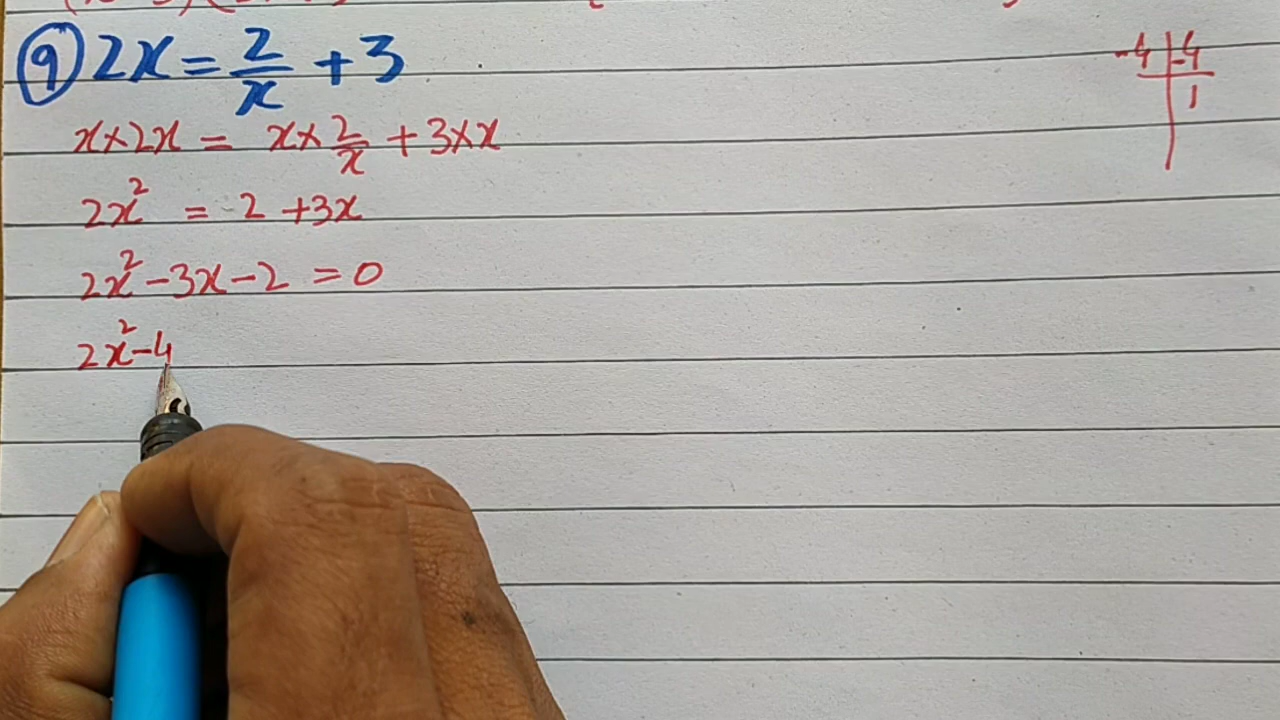 9) 2x = 2/x + 3
x × 2x = x × 2/x + 3 × x
2x² = 2 + 3x
2x² - 3x - 2 = 0
2x² - 4
-4 | -4
1